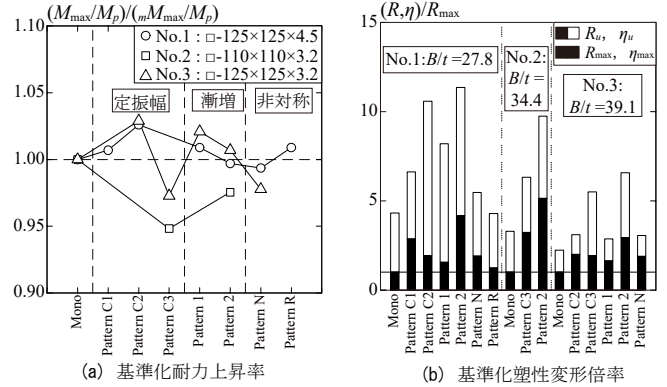 (Mmax/Mp)/(mMmax/Mp)
1.10
1.05
1.00
0.95
0.90
No.1 : □-125×125×4.5
No.2 : □-110×110×3.2
No.3 : □-125×125×3.2
定振幅
漸増
非対称
Mono
Pattern C1
Pattern C2
Pattern C3
Pattern 1
Pattern 2
Pattern N
Pattern R
(a) 基準化耐力上昇率
(R,η)/Rmax
15
10
5
0
Ru, ηu
Rmax, ηmax
No.1:B/t=27.8
No.2:
B/t =
34.4
No.3:
B/t =39.1
Mono
Pattern C1
Pattern C2
Pattern 1
Pattern 2
Pattern N
Pattern R
Mono
Pattern C3
Pattern 2
Mono
Pattern C2
Pattern C3
Pattern 1
Pattern 2
Pattern N
(b) 基準化塑性変形倍率